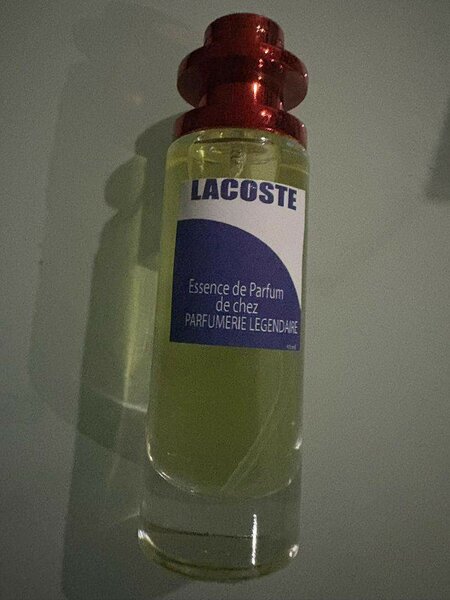 LACOSTE
Essence de Parfum
de chez
PARFUMERIE LEGENDAIRE